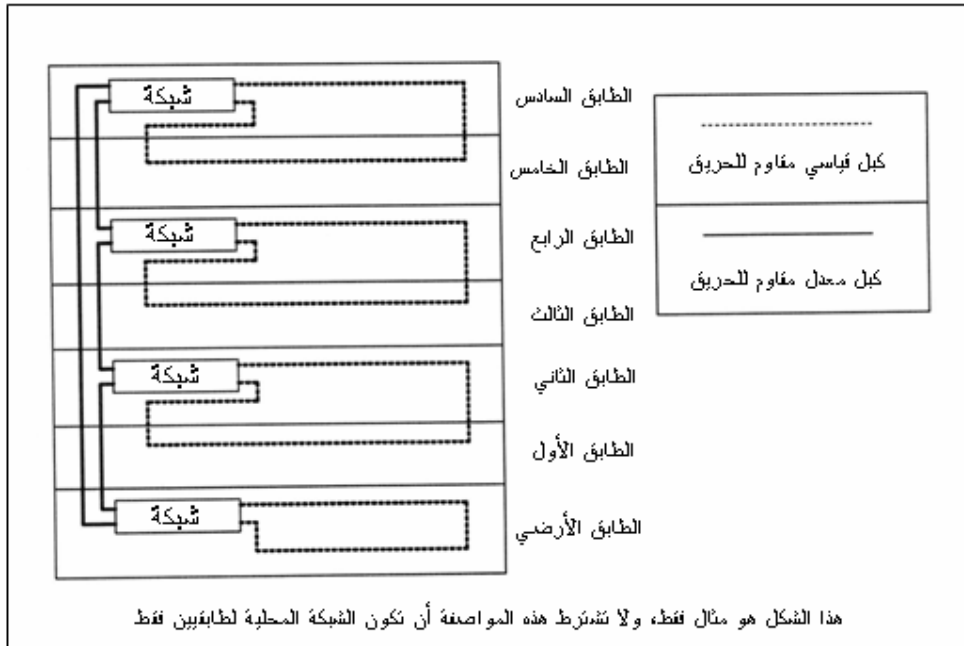 شبكة
الطابق السادس
الطابق الخامس
شبكة
الطابق الرابع
الطابق الثالث
شبكة
الطابق الثاني
الطابق الأول
شبكة
الطابق الأرضي
كبل قياسي مقاوم للحريق
كبل معدل مقاوم للحريق
هذا الشكل هو مثال فقط، ولا تشترط هذه المواصفة أن تكون الشبكة المحلية لطابقيين فقط